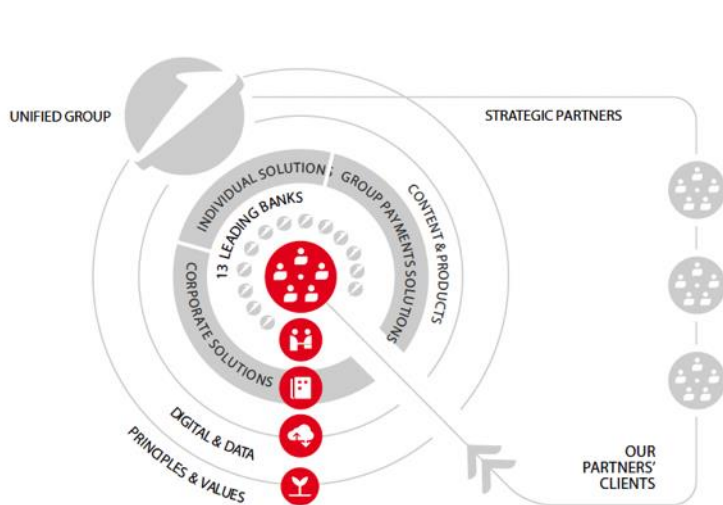 UNIFIED GROUP
STRATEGIC PARTNERS
INDIVIDUAL SOLUTIONS
GROUP PAYMENTS SOLUTIONS
CONTENT & PRODUCTS
13 LEADING BANKS
CORPORATE SOLUTIONS
DIGITAL & DATA
PRINCIPLES & VALUES
OUR
PARTNERS'
CLIENTS